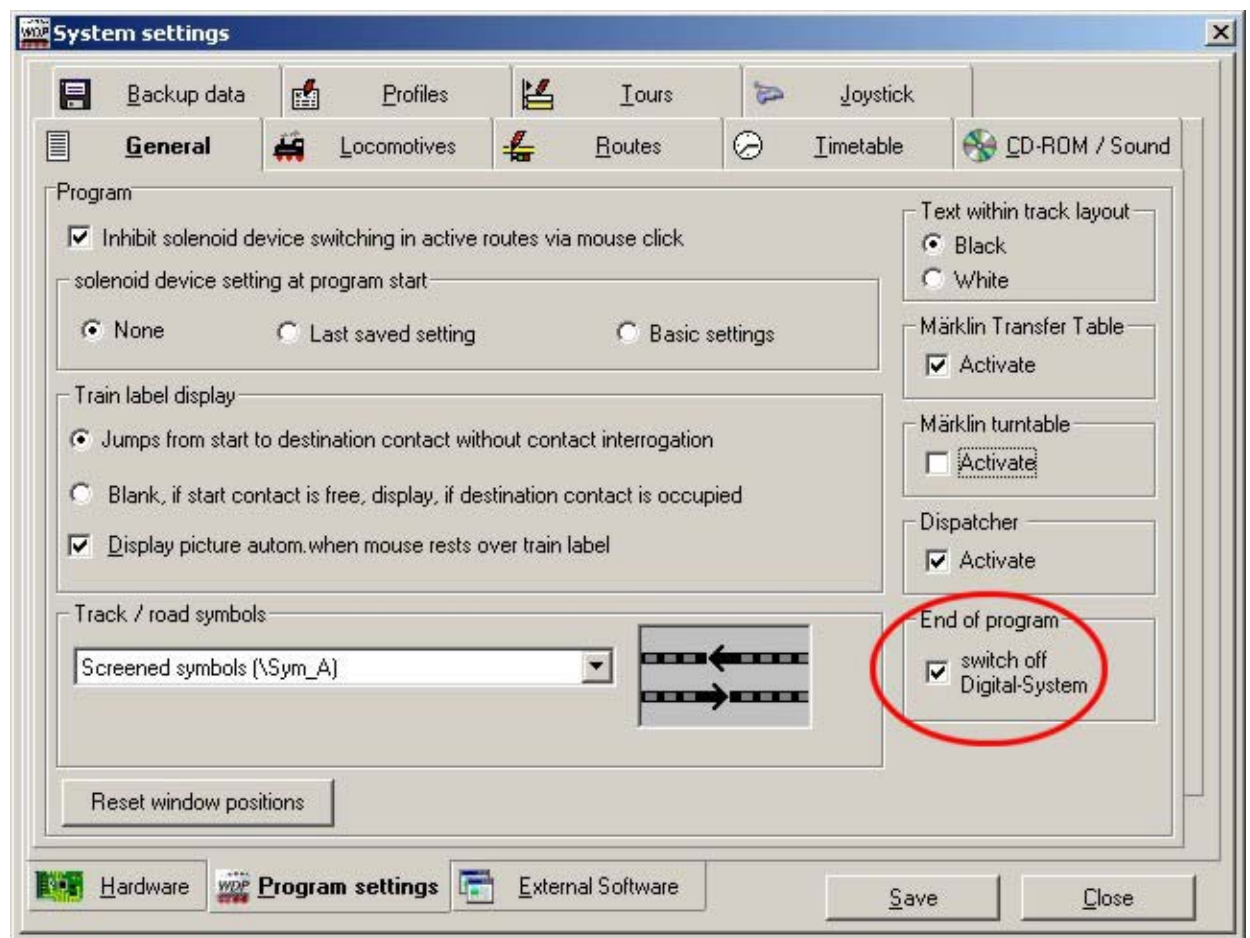 WDP System settings
Backup data
Profiles
Tours
Joystick
General
Locomotives
Routes
Timetable
CD-ROM / Sound
Program
Inhibit solenoid device switching in active routes via mouse click
solenoid device setting at program start
None
Last saved setting
Basic settings
Train label display
Jumps from start to destination contact without contact interrogation
Blank, if start contact is free, display, if destination contact is occupied
Display picture autom.when mouse rests over train label
Track / road symbols
Screened symbols (\Sym_A)
Reset window positions
Text within track layout
Black
White
Märklin Transfer Table
Activate
Märklin turntable
Activate
Dispatcher
Activate
End of program
switch off
Digital-System
Hardware
WDP Program settings
External Software
Save
Close